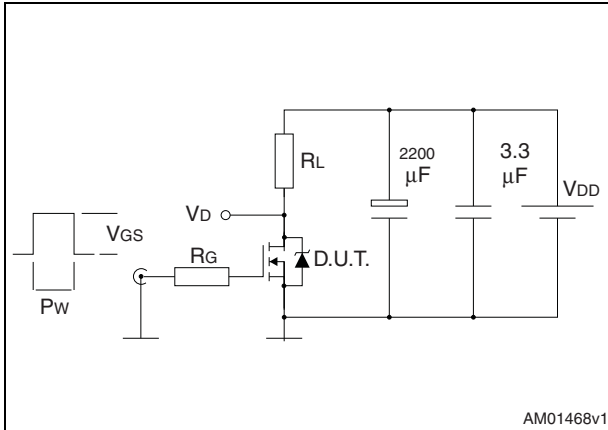 RL
2200
μF
3.3
μF
VDD
VD
VGS
RG
D.U.T.
PW
AM01468v1